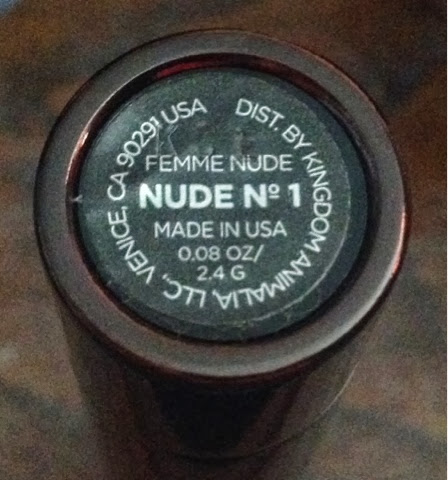 DIST. BY KINGDOM ANIMALIA, LLC., VENICE, CA 90291 USA
FEMME NUDE
NUDE Nº 1
MADE IN USA
0.08 OZ/
2.4 G